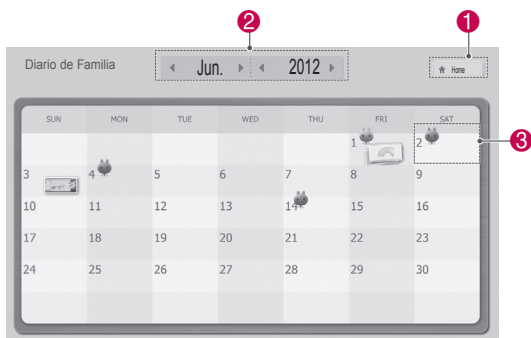 2
1
Diario de Familia
Jun.
2012
Home
SUN MON TUE WED THU FRI SAT
1 2
3
3 4 5 6 7 8 9
10 11 12 13 14 15 16
17 18 19 20 21 22 23
24 25 26 27 28 29 30